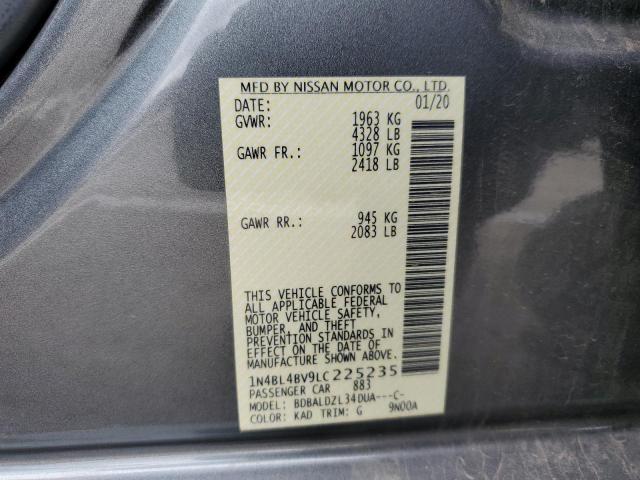 MFD BY NISSAN MOTOR CO., LTD.
DATE: 01/20
GVWR: 1963 KG
4328 LB
GAWR FR.: 1097 KG
2418 LB
GAWR RR.: 945 KG
2083 LB
THIS VEHICLE CONFORMS TO
ALL APPLICABLE FEDERAL
MOTOR VEHICLE SAFETY,
BUMPER, AND THEFT
PREVENTION STANDARDS IN
EFFECT ON THE DATE OF
MANUFACTURE SHOWN ABOVE.
1N4BL4BV9LC225235
PASSENGER CAR 883
MODEL: BDBALDZL34DUA---C-
COLOR: KAD TRIM: G 9N00A